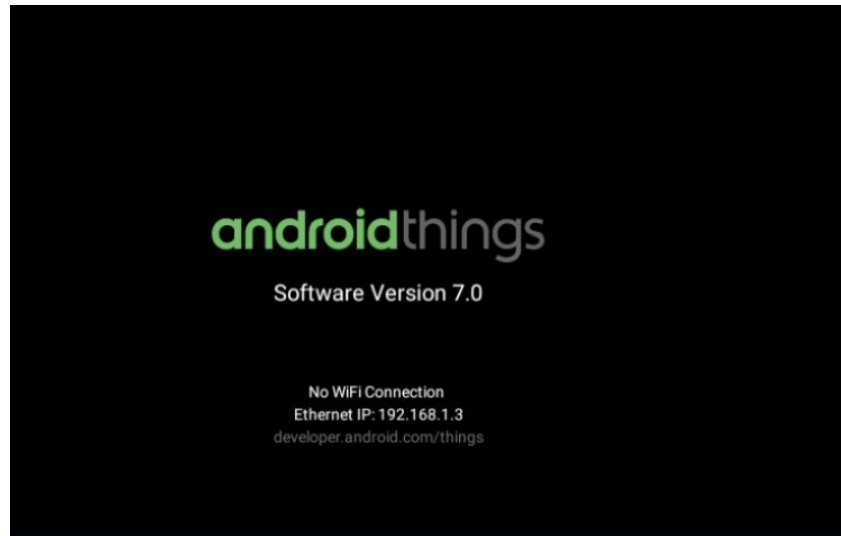 androidthings
Software Version 7.0
No WiFi Connection
Ethernet IP: 192.168.1.3
developer.android.com/things